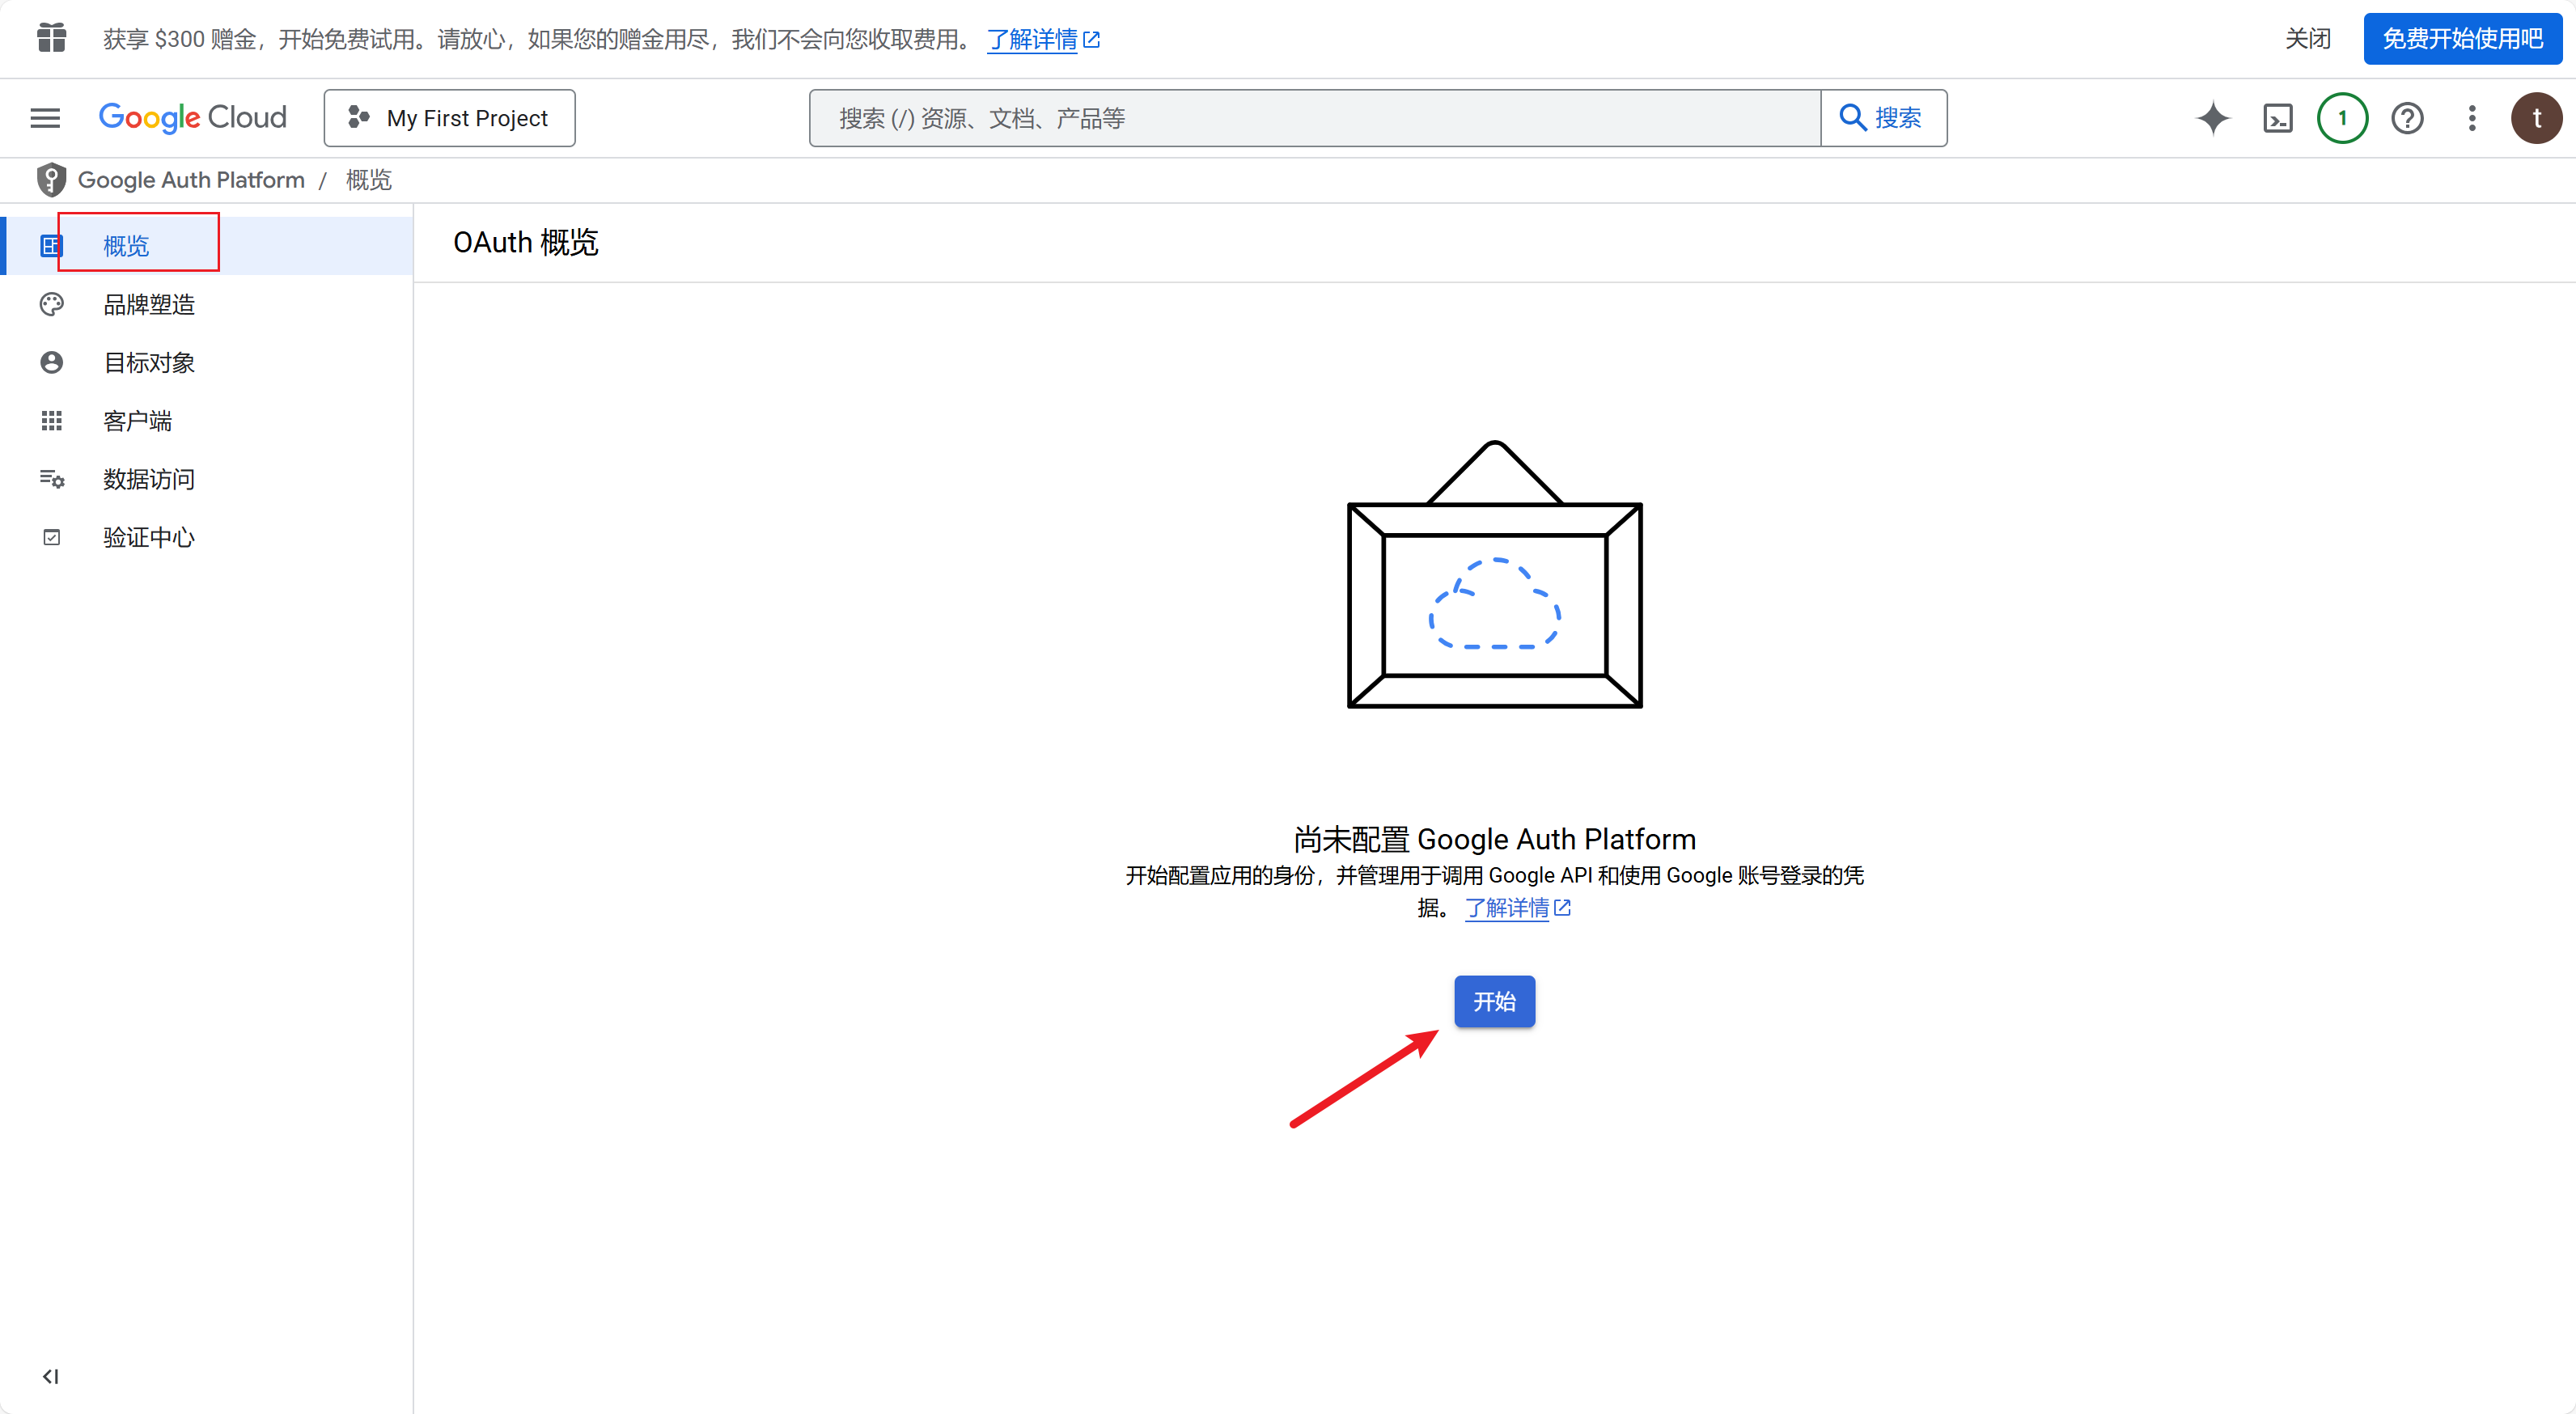 获享 $300 赠金，开始免费试用。请放心，如果您的赠金用尽，我们不会向您收取费用。 了解详情
关闭
免费开始使用吧
Google Cloud
My First Project
搜索 (/) 资源、文档、产品等
搜索
1
t
Google Auth Platform / 概览
概览
品牌塑造
目标对象
客户端
数据访问
验证中心
OAuth 概览
尚未配置 Google Auth Platform
开始配置应用的身份，并管理用于调用 Google API 和使用 Google 账号登录的凭
据。 了解详情
开始